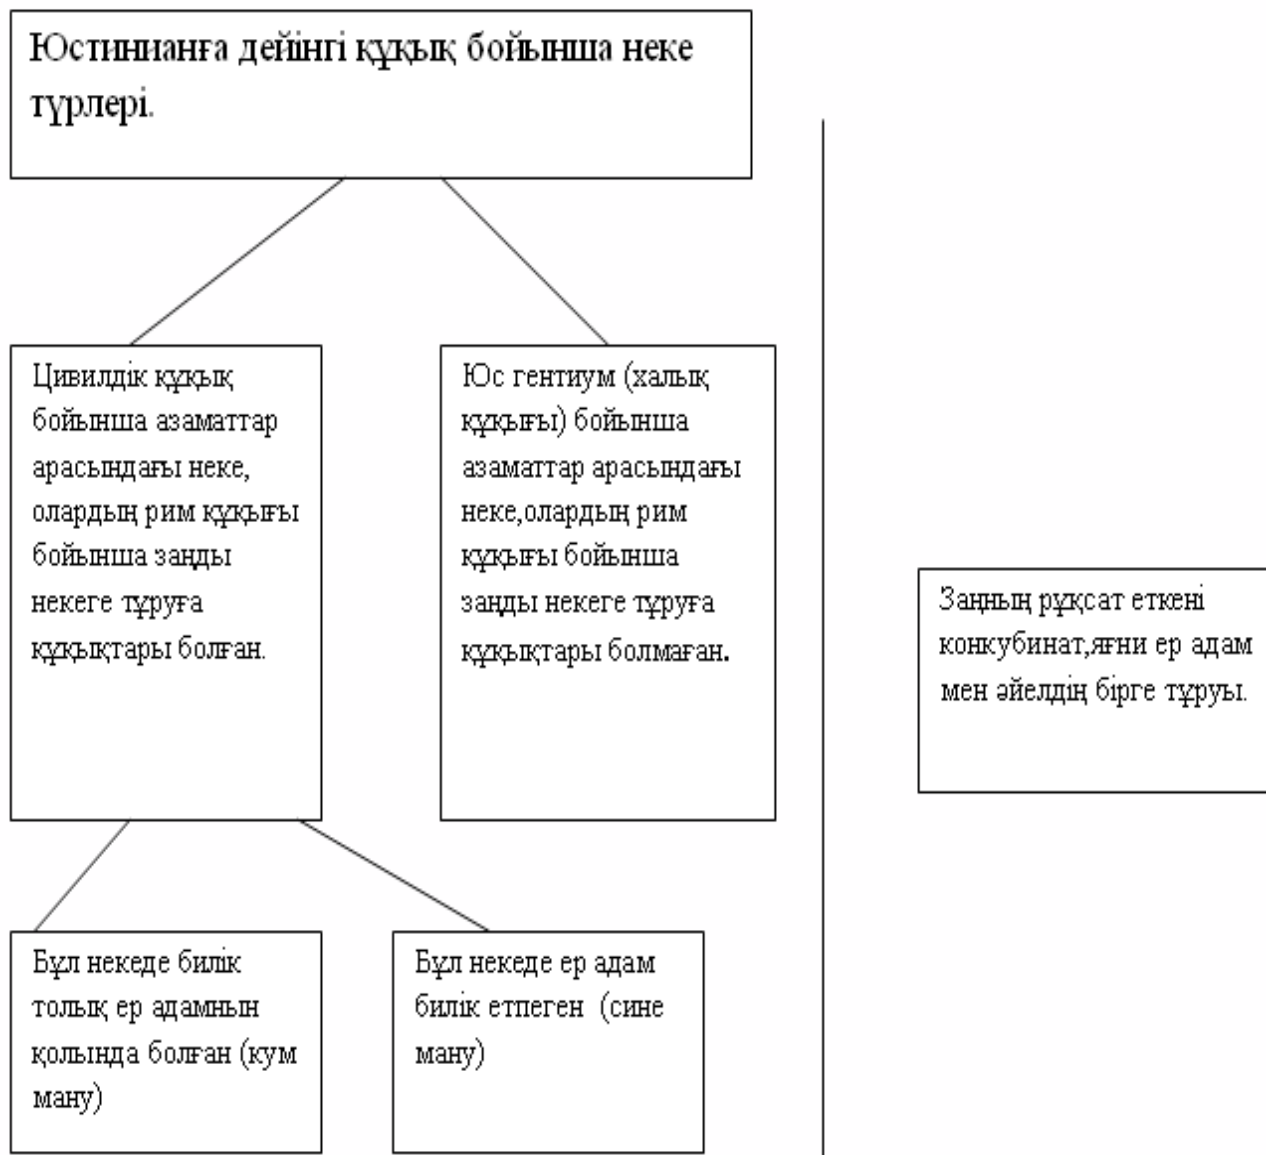 Юстинианға дейінгі құқық бойынша неке
түрлері.
Цивилдік құқық
бойынша азаматтар
арасындағы неке,
олардың рим құқығы
бойынша заңды
некеге тұруға
құқықтары болған.
Юс гентиум (халық
құқығы) бойынша
азаматтар арасындағы
неке,олардың рим
құқығы бойынша
заңды некеге тұруға
құқықтары болмаған.
Заңның рұқсат еткені
конкубинат,яғни ер адам
мен әйелдің бірге тұруы.
Бұл некеде билік
толық ер адамнын
қолында болған (кум
ману)
Бұл некеде ер адам
билік етпеген (сине
ману)